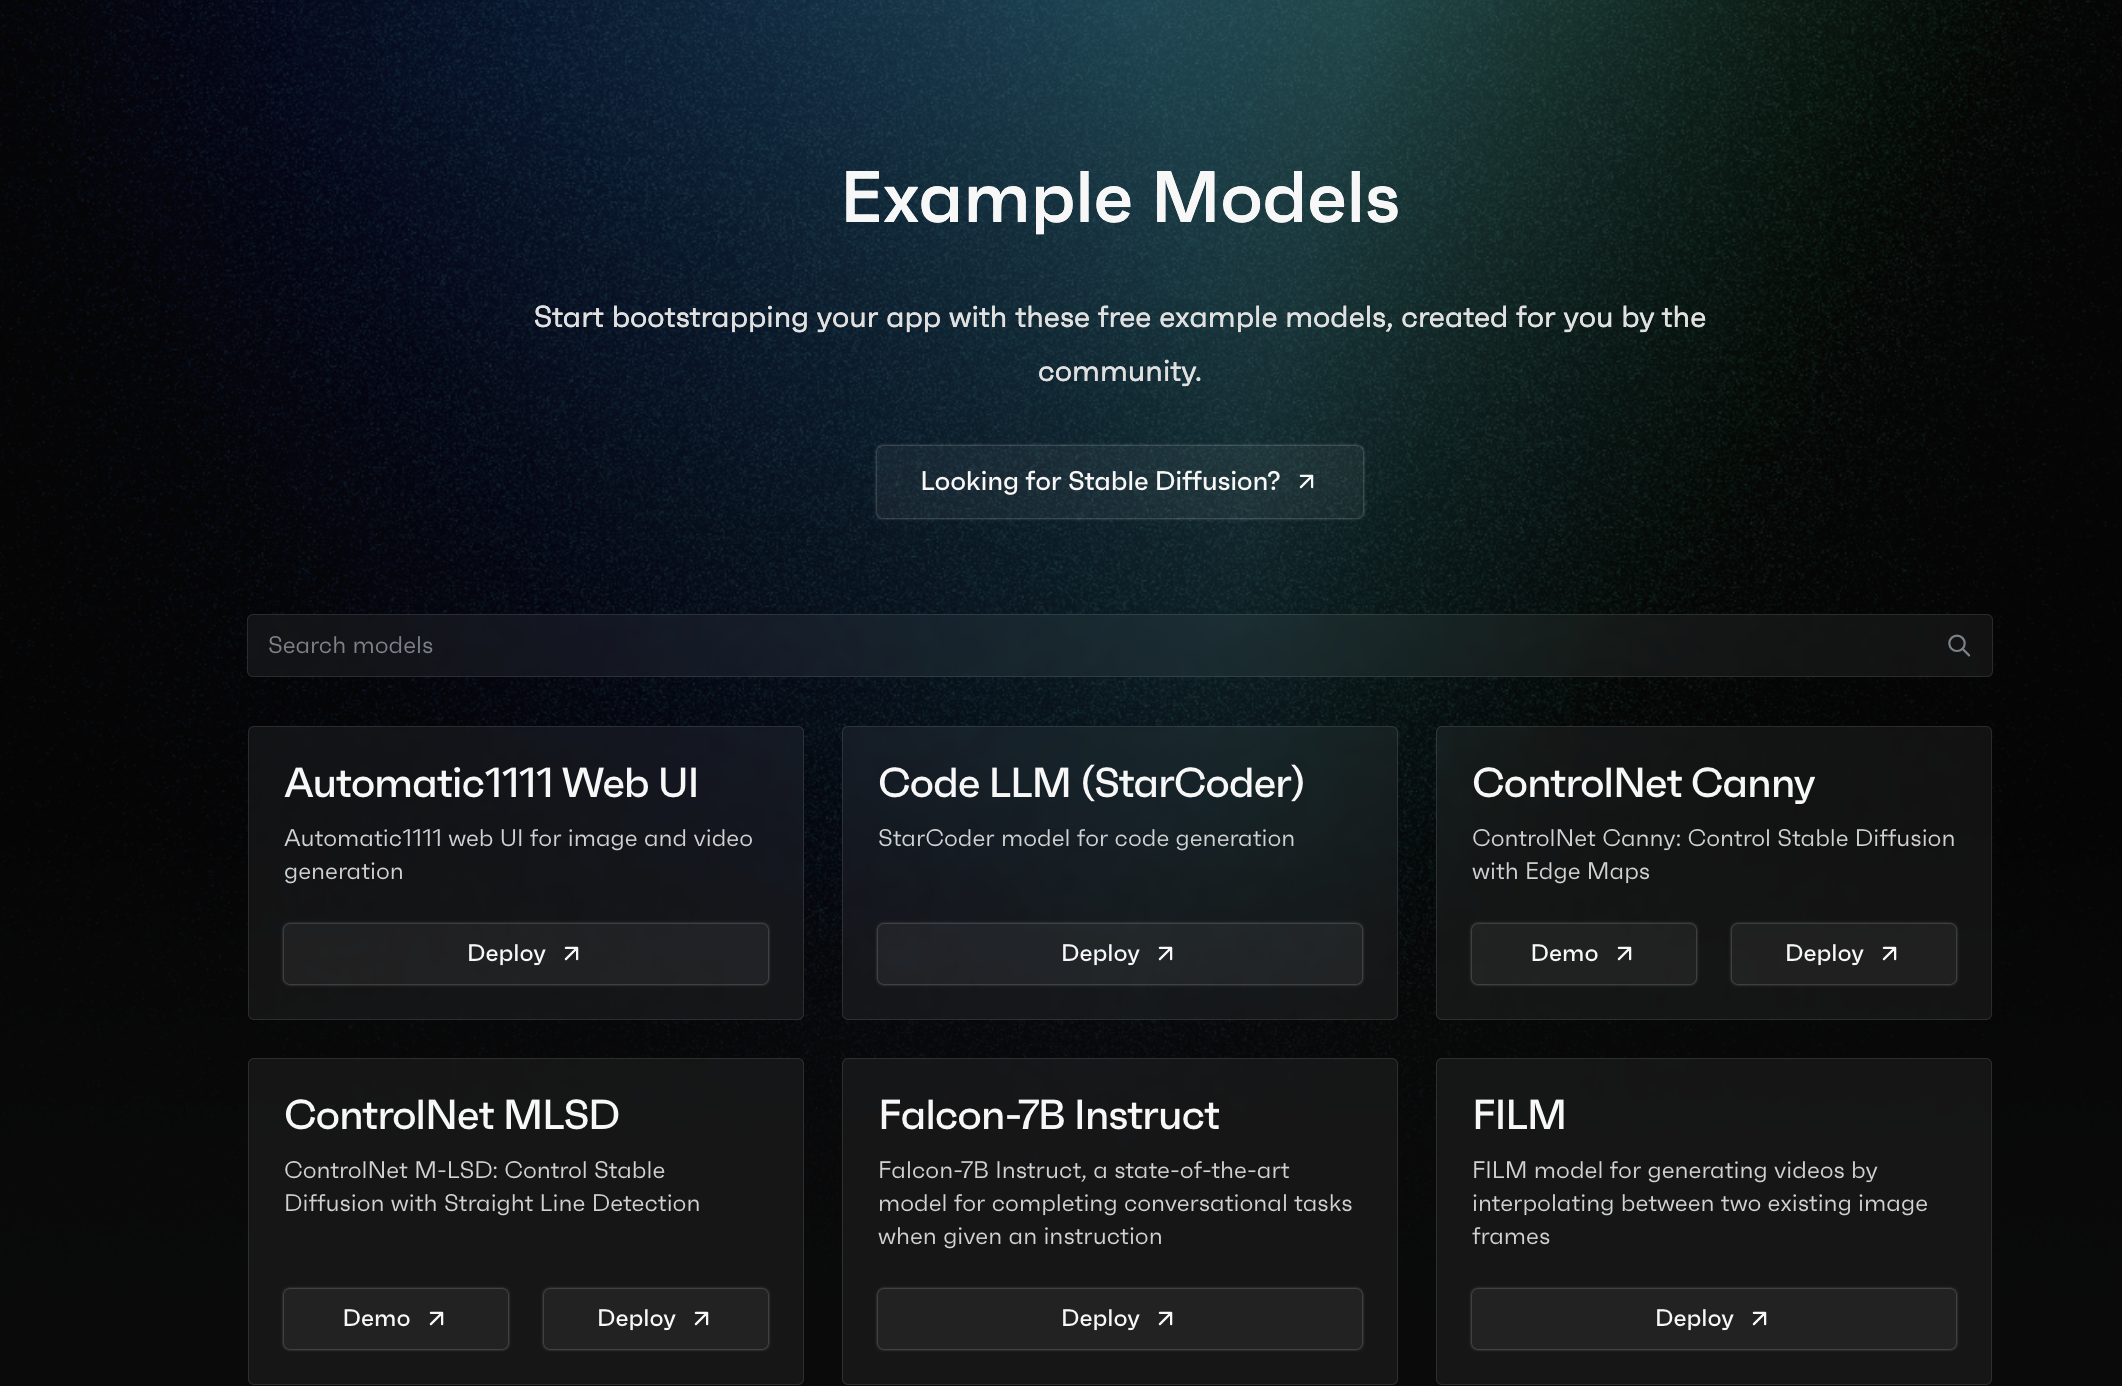 Example Models
Start bootstrapping your app with these free example models, created for you by the
community.
Looking for Stable Diffusion?
Search models
Automatic1111 Web UI
Automatic1111 web UI for image and video
generation
Deploy
Code LLM (StarCoder)
StarCoder model for code generation
Deploy
ControlNet Canny
ControlNet Canny: Control Stable Diffusion
with Edge Maps
Demo
Deploy
ControlNet MLSD
ControlNet M-LSD: Control Stable
Diffusion with Straight Line Detection
Demo
Deploy
Falcon-7B Instruct
Falcon-7B Instruct, a state-of-the-art
model for completing conversational tasks
when given an instruction
Deploy
FILM
FILM model for generating videos by
interpolating between two existing image
frames
Deploy